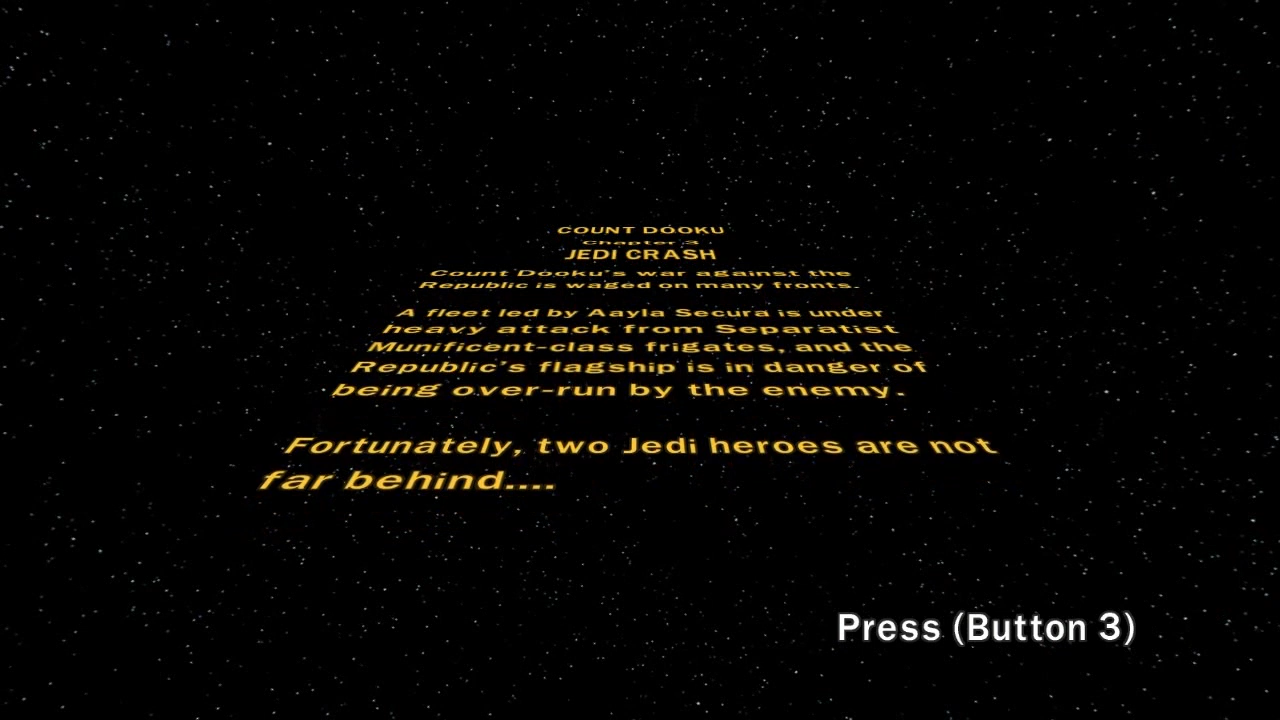 COUNT DOOKU
Chapter 3
JEDI CRASH
Count Dooku's war against the
Republic is waged on many fronts.
A fleet led by Aayla Secura is under
heavy attack from Separatist
Munificent-class frigates, and the
Republic's flagship is in danger of
being over-run by the enemy.
Fortunately, two Jedi heroes are not
far behind....
Press (Button 3)